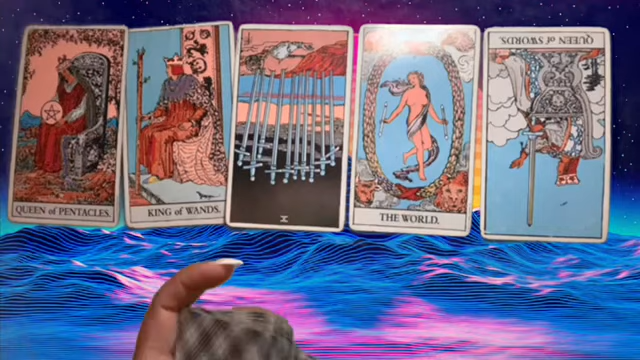 QUEEN of PENTACLES.
KING of WANDS.
X
THE WORLD.
QUEEN of SWORDS.